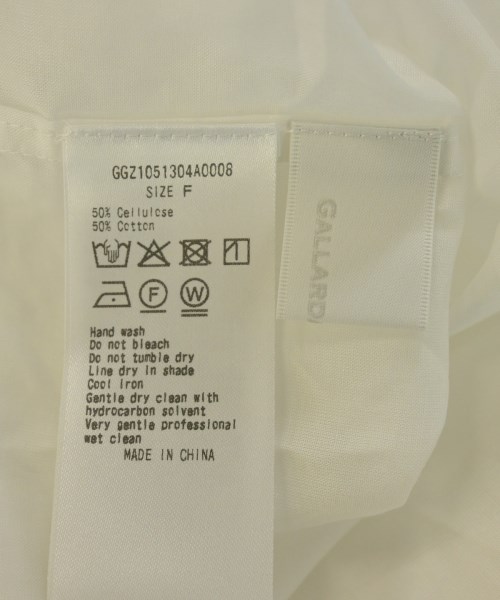 GGZ1051304A0008
SIZE F
50% Cellulose
50% Cotton
F
W
Hand wash
Do not bleach
Do not tumble dry
Line dry in shade
Cool iron
Gentle dry clean with
hydrocarbon solvent
Very gentle professional
wet clean
MADE IN CHINA
GALLARD